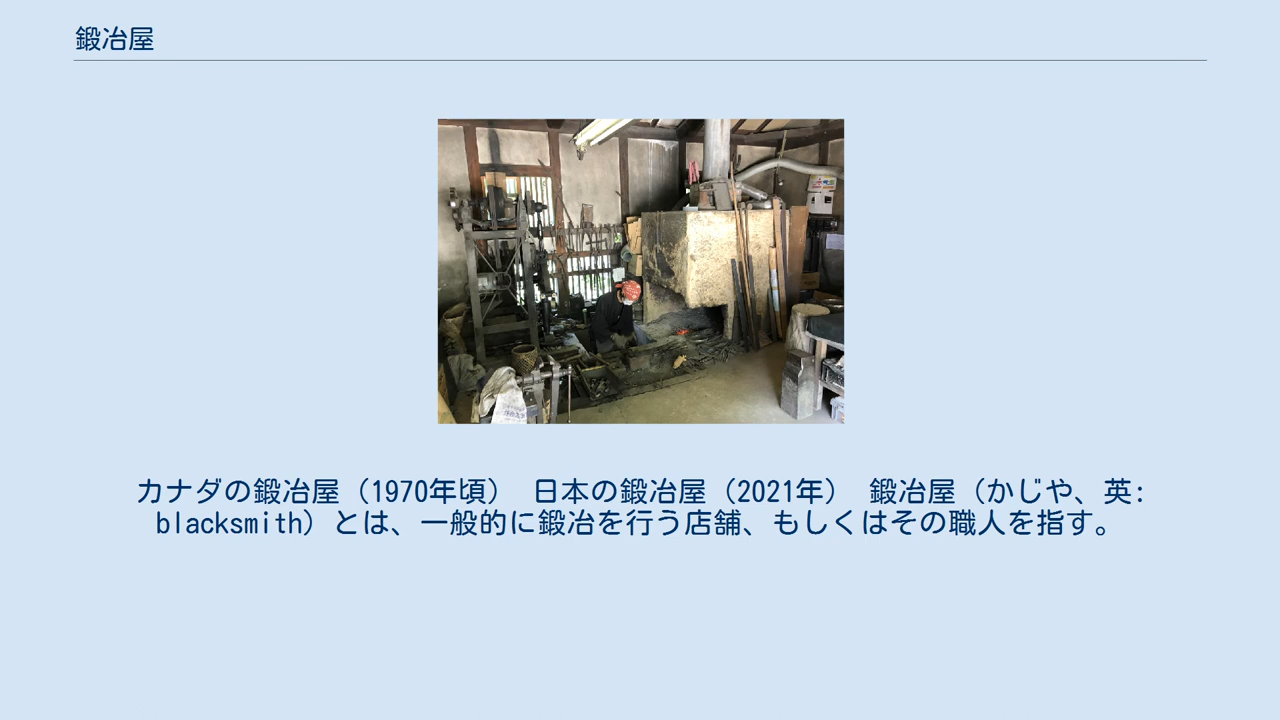 鍛冶屋
カナダの鍛冶屋（1970年頃） 日本の鍛冶屋（2021年） 鍛冶屋（かじや、英:
blacksmith）とは、一般的に鍛冶を行う店舗、もしくはその職人を指す。